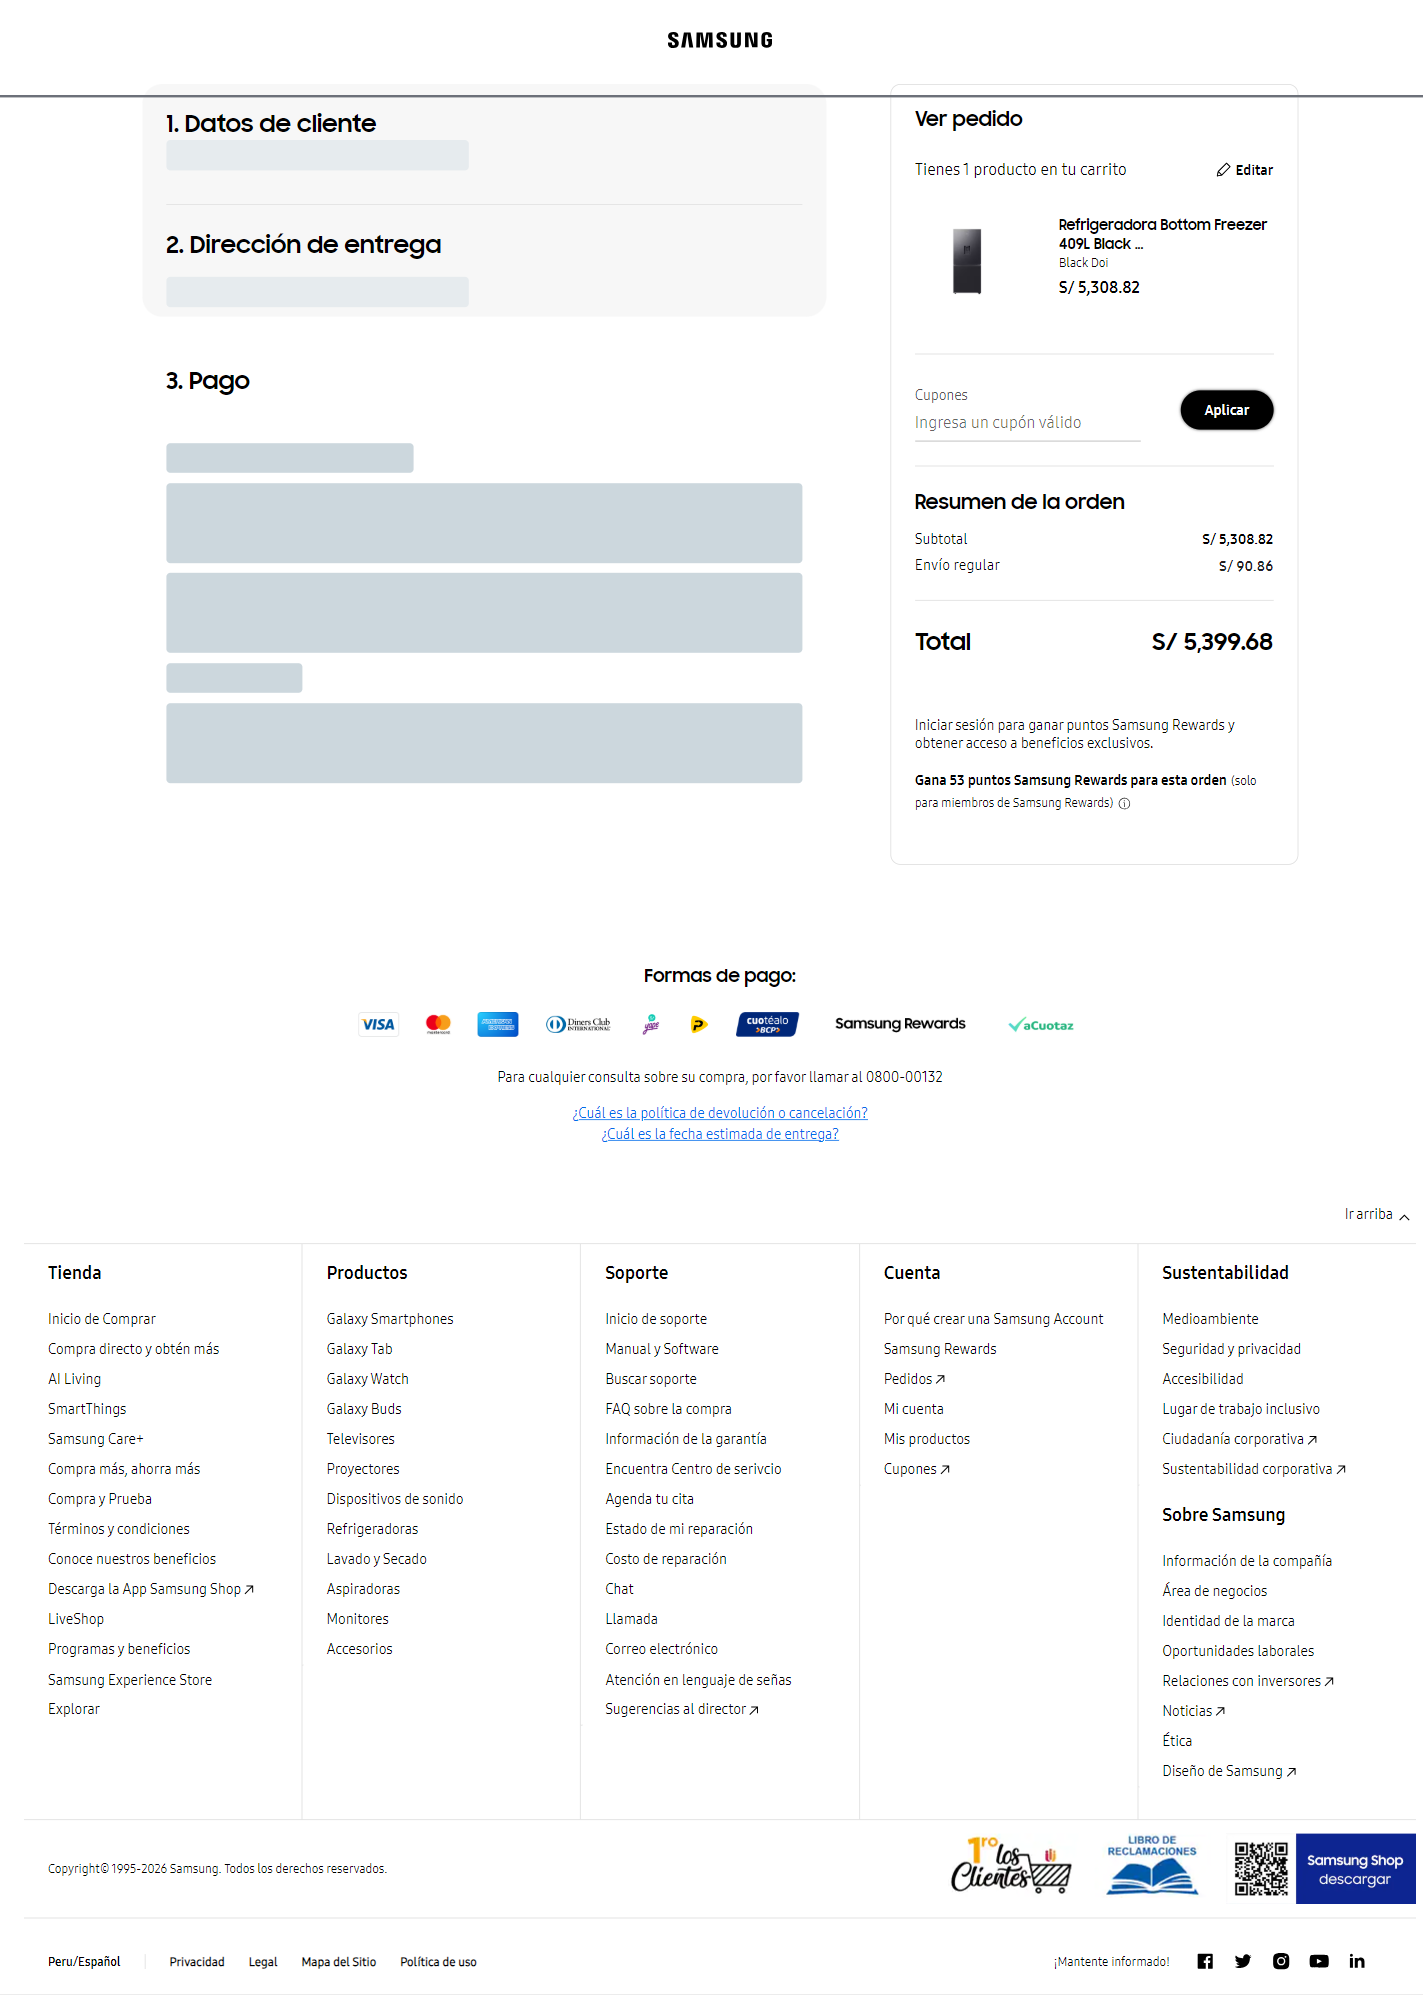 SAMSUNG
1. Datos de cliente
2. Dirección de entrega
3. Pago
Ver pedido
Tienes 1 producto en tu carrito
Editar
Refrigeradora Bottom Freezer
409L Black ...
Black Doi
S/ 5,308.82
Cupones
Ingresa un cupón válido
Aplicar
Resumen de la orden
Subtotal S/ 5,308.82
Envío regular S/ 90.86
Total S/ 5,399.68
Iniciar sesión para ganar puntos Samsung Rewards y
obtener acceso a beneficios exclusivos.
Gana 53 puntos Samsung Rewards para esta orden (solo
para miembros de Samsung Rewards)
Formas de pago:
VISA
mastercard
AMERICAN EXPRESS
Diners Club
INTERNATIONAL
yape
P
cuotéalo
BCP
Samsung Rewards
aCuotaz
Para cualquier consulta sobre su compra, por favor llamar al 0800-00132
¿Cuál es la política de devolución o cancelación?
¿Cuál es la fecha estimada de entrega?
Ir arriba
Tienda
Inicio de Comprar
Compra directo y obtén más
AI Living
SmartThings
Samsung Care+
Compra más, ahorra más
Compra y Prueba
Términos y condiciones
Conoce nuestros beneficios
Descarga la App Samsung Shop
LiveShop
Programas y beneficios
Samsung Experience Store
Explorar
Productos
Galaxy Smartphones
Galaxy Tab
Galaxy Watch
Galaxy Buds
Televisores
Proyectores
Dispositivos de sonido
Refrigeradoras
Lavado y Secado
Aspiradoras
Monitores
Accesorios
Soporte
Inicio de soporte
Manual y Software
Buscar soporte
FAQ sobre la compra
Información de la garantía
Encuentra Centro de serivcio
Agenda tu cita
Estado de mi reparación
Costo de reparación
Chat
Llamada
Correo electrónico
Atención en lenguaje de señas
Sugerencias al director
Cuenta
Por qué crear una Samsung Account
Samsung Rewards
Pedidos
Mi cuenta
Mis productos
Cupones
Sustentabilidad
Medioambiente
Seguridad y privacidad
Accesibilidad
Lugar de trabajo inclusivo
Ciudadanía corporativa
Sustentabilidad corporativa
Sobre Samsung
Información de la compañía
Área de negocios
Identidad de la marca
Oportunidades laborales
Relaciones con inversores
Noticias
Ética
Diseño de Samsung
Copyright© 1995-2026 Samsung. Todos los derechos reservados.
1ro
los
Clientes
LIBRO DE
RECLAMACIONES
Samsung Shop
descargar
Peru/Español
Privacidad
Legal
Mapa del Sitio
Política de uso
¡Mantente informado!